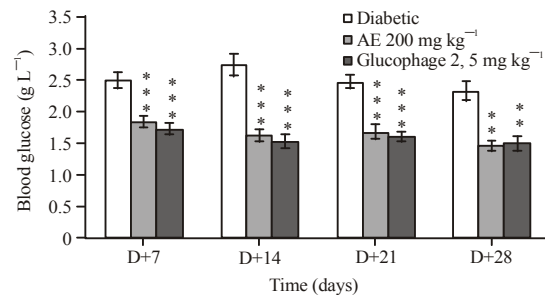 Diabetic
AE 200 mg kg⁻¹
Glucophage 2, 5 mg kg⁻¹
Blood glucose (g L⁻¹)
3.5
3.0
2.5
2.0
1.5
1.0
0.5
0
*** *** *** *** *** *** ** **
D+7 D+14 D+21 D+28
Time (days)